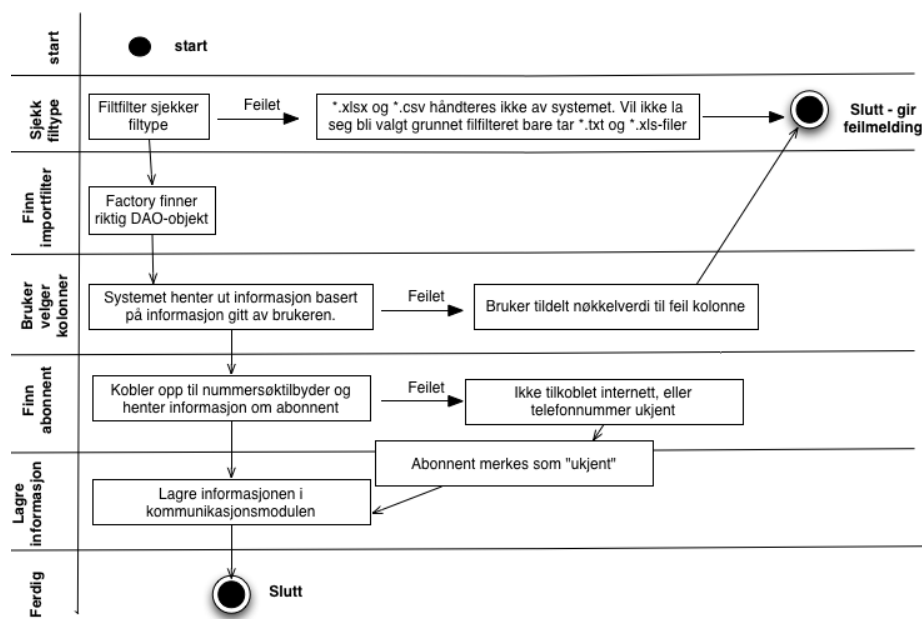 start
start
Sjekk
filtype
Filtfilter sjekker
filtype
Feilet
*.xlsx og *.csv håndteres ikke av systemet. Vil ikke la
seg bli valgt grunnet filfilteret bare tar *.txt og *.xls-filer
Slutt - gir
feilmelding
Finn
importfilter
Factory finner
riktig DAO-objekt
Bruker
velger
kolonner
Systemet henter ut informasjon basert
på informasjon gitt av brukeren.
Feilet
Bruker tildelt nøkkelverdi til feil kolonne
Finn
abonnent
Kobler opp til nummersøktilbyder og
henter informasjon om abonnent
Feilet
Ikke tilkoblet internett, eller
telefonnummer ukjent
Abonnent merkes som "ukjent"
Lagre
informasjon
Lagre informasjonen i
kommunikasjonsmodulen
Ferdig
Slutt